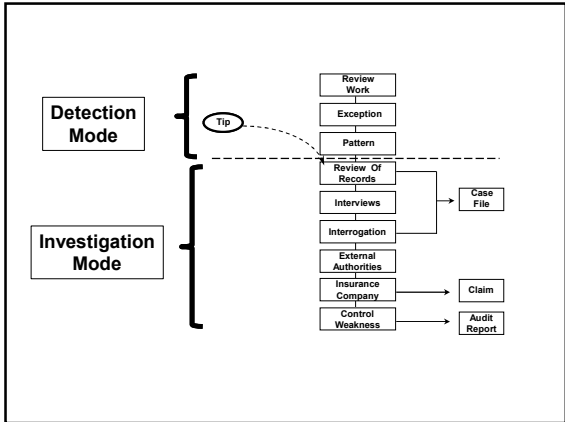 Detection
Mode
Tip
Review
Work
Exception
Pattern
Investigation
Mode
Review Of
Records
Interviews
Interrogation
External
Authorities
Insurance
Company
Control
Weakness
Case
File
Claim
Audit
Report